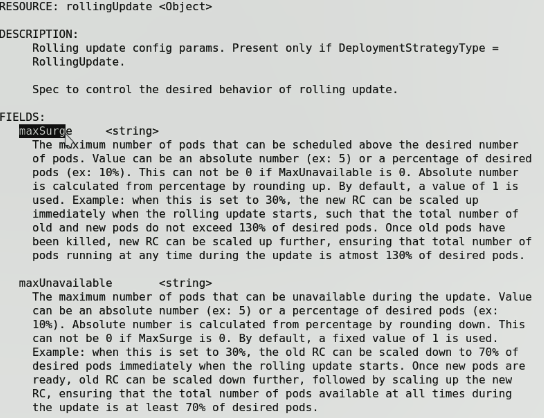 RESOURCE: rollingUpdate <Object>
DESCRIPTION:
Rolling update config params. Present only if DeploymentStrategyType =
RollingUpdate.
Spec to control the desired behavior of rolling update.
FIELDS:
maxSurge <string>
The maximum number of pods that can be scheduled above the desired number
of pods. Value can be an absolute number (ex: 5) or a percentage of desired
pods (ex: 10%). This can not be 0 if MaxUnavailable is 0. Absolute number
is calculated from percentage by rounding up. By default, a value of 1 is
used. Example: when this is set to 30%, the new RC can be scaled up
immediately when the rolling update starts, such that the total number of
old and new pods do not exceed 130% of desired pods. Once old pods have
been killed, new RC can be scaled up further, ensuring that total number of
pods running at any time during the update is atmost 130% of desired pods.
maxUnavailable <string>
The maximum number of pods that can be unavailable during the update. Value
can be an absolute number (ex: 5) or a percentage of desired pods (ex:
10%). Absolute number is calculated from percentage by rounding down. This
can not be 0 if MaxSurge is 0. By default, a fixed value of 1 is used.
Example: when this is set to 30%, the old RC can be scaled down to 70% of
desired pods immediately when the rolling update starts. Once new pods are
ready, old RC can be scaled down further, followed by scaling up the new
RC, ensuring that the total number of pods available at all times during
the update is at least 70% of desired pods.